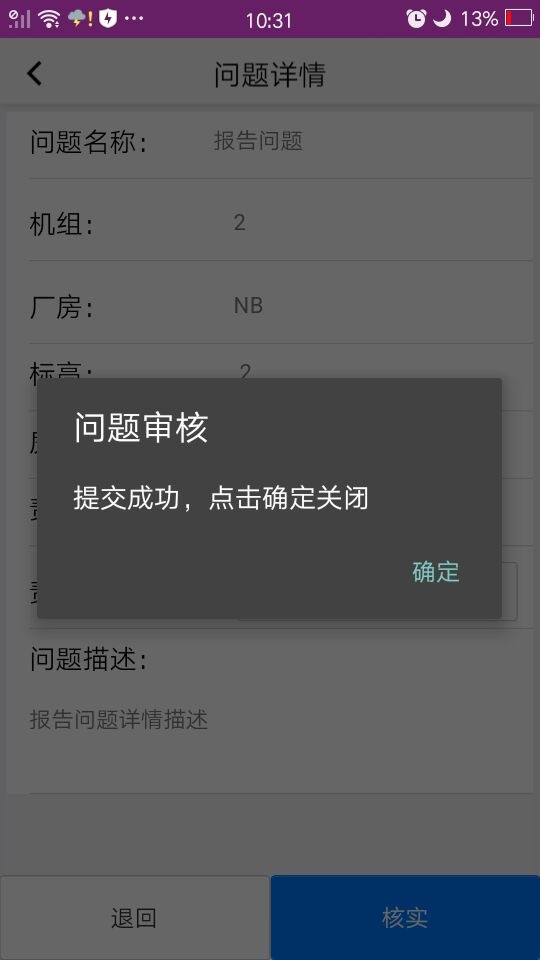 10:31
13%
问题详情
问题名称: 报告问题
机组: 2
厂房: NB
标高: 2
问题审核
提交成功，点击确定关闭
确定
问题描述:
报告问题详情描述
退回 核实